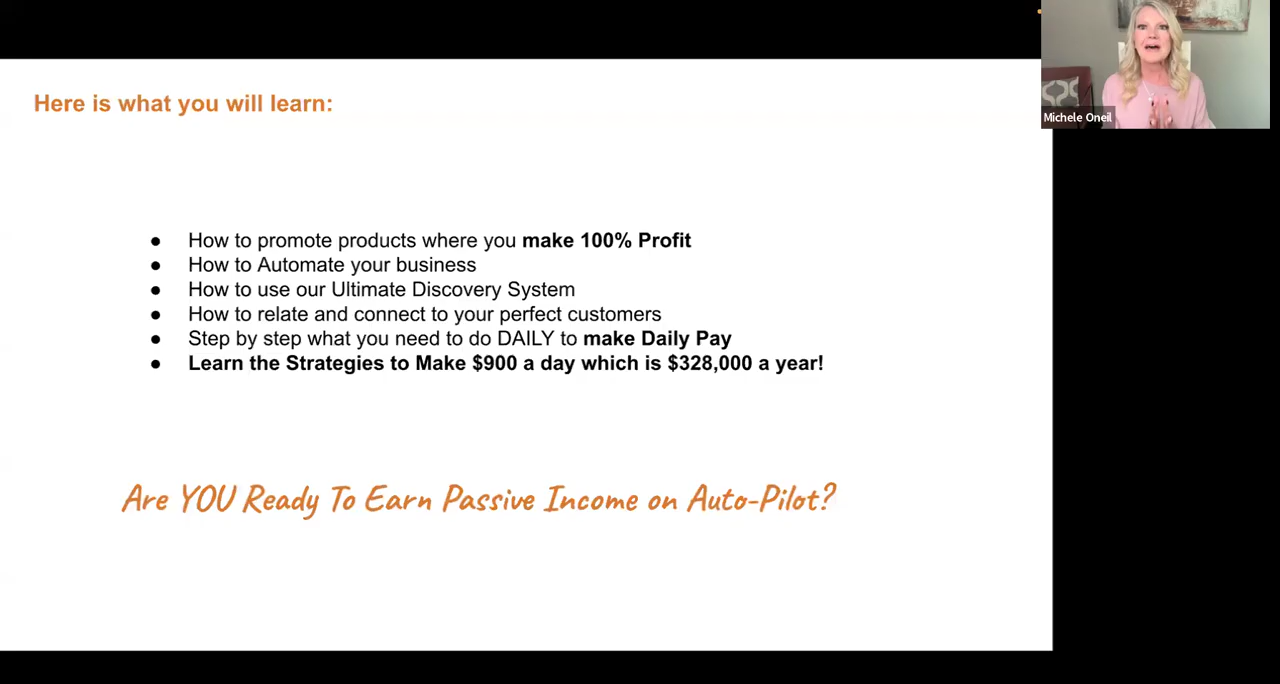 Here is what you will learn:
Michele Oneil
● How to promote products where you make 100% Profit
● How to Automate your business
● How to use our Ultimate Discovery System
● How to relate and connect to your perfect customers
● Step by step what you need to do DAILY to make Daily Pay
● Learn the Strategies to Make $900 a day which is $328,000 a year!
Are YOU Ready To Earn Passive Income on Auto-Pilot?